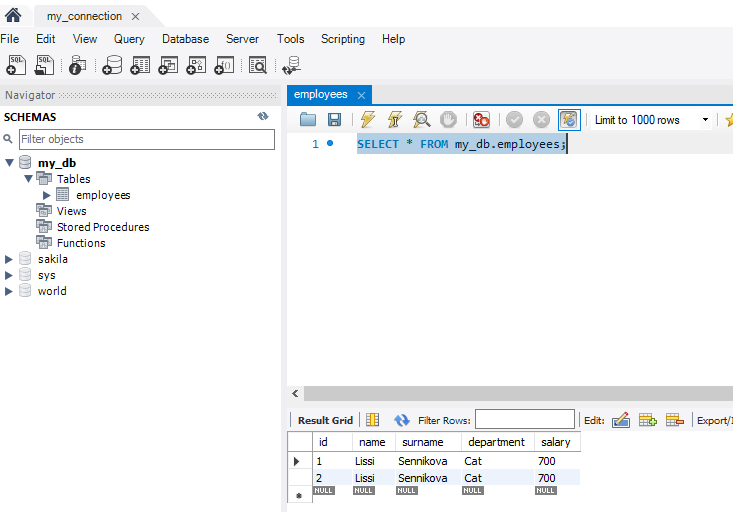 my_connection
File Edit View Query Database Server Tools Scripting Help
SQL SQL
Navigator
SCHEMAS
Filter objects
my_db
Tables
employees
Views
Stored Procedures
Functions
sakila
sys
world
employees
Limit to 1000 rows
1 SELECT * FROM my_db.employees;
Result Grid Filter Rows: Edit: Export/I
id name surname department salary
1 Lissi Sennikova Cat 700
2 Lissi Sennikova Cat 700
NULL NULL NULL NULL NULL